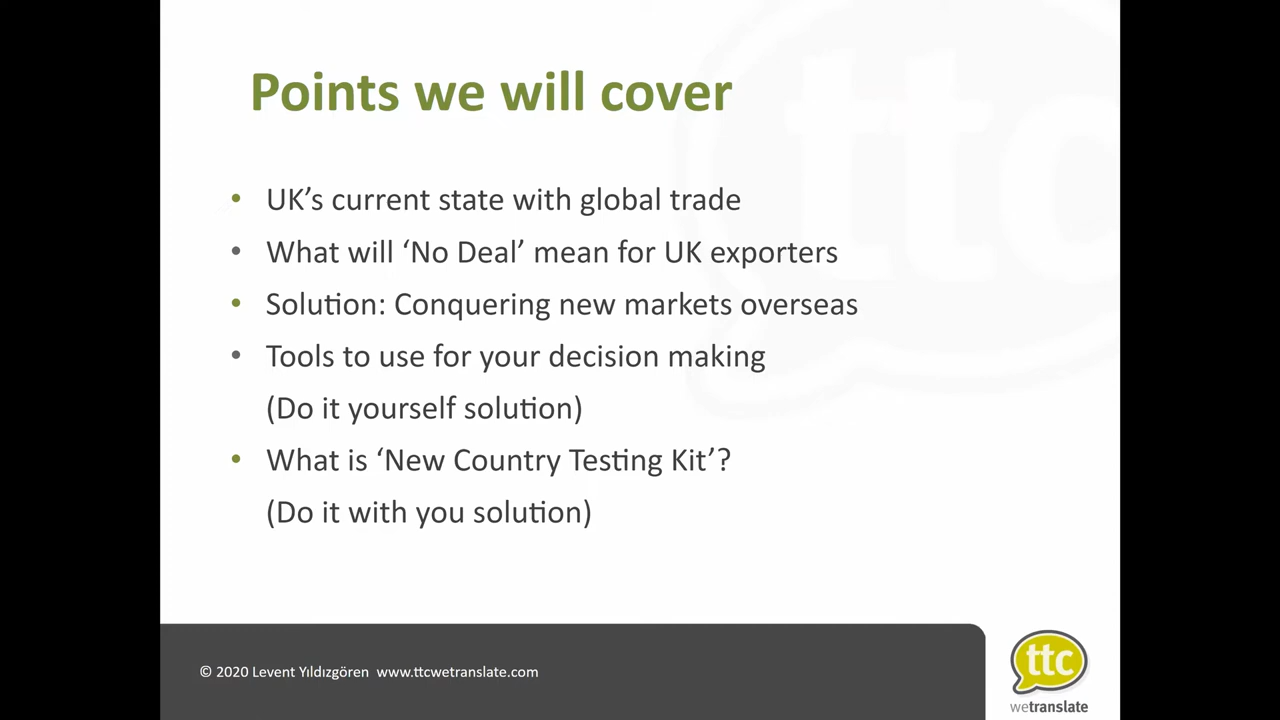 Points we will cover
• UK’s current state with global trade
• What will ‘No Deal’ mean for UK exporters
• Solution: Conquering new markets overseas
• Tools to use for your decision making
(Do it yourself solution)
• What is ‘New Country Testing Kit’?
(Do it with you solution)
© 2020 Levent Yıldızgören www.ttcwetranslate.com
ttc
wetranslate
ttc